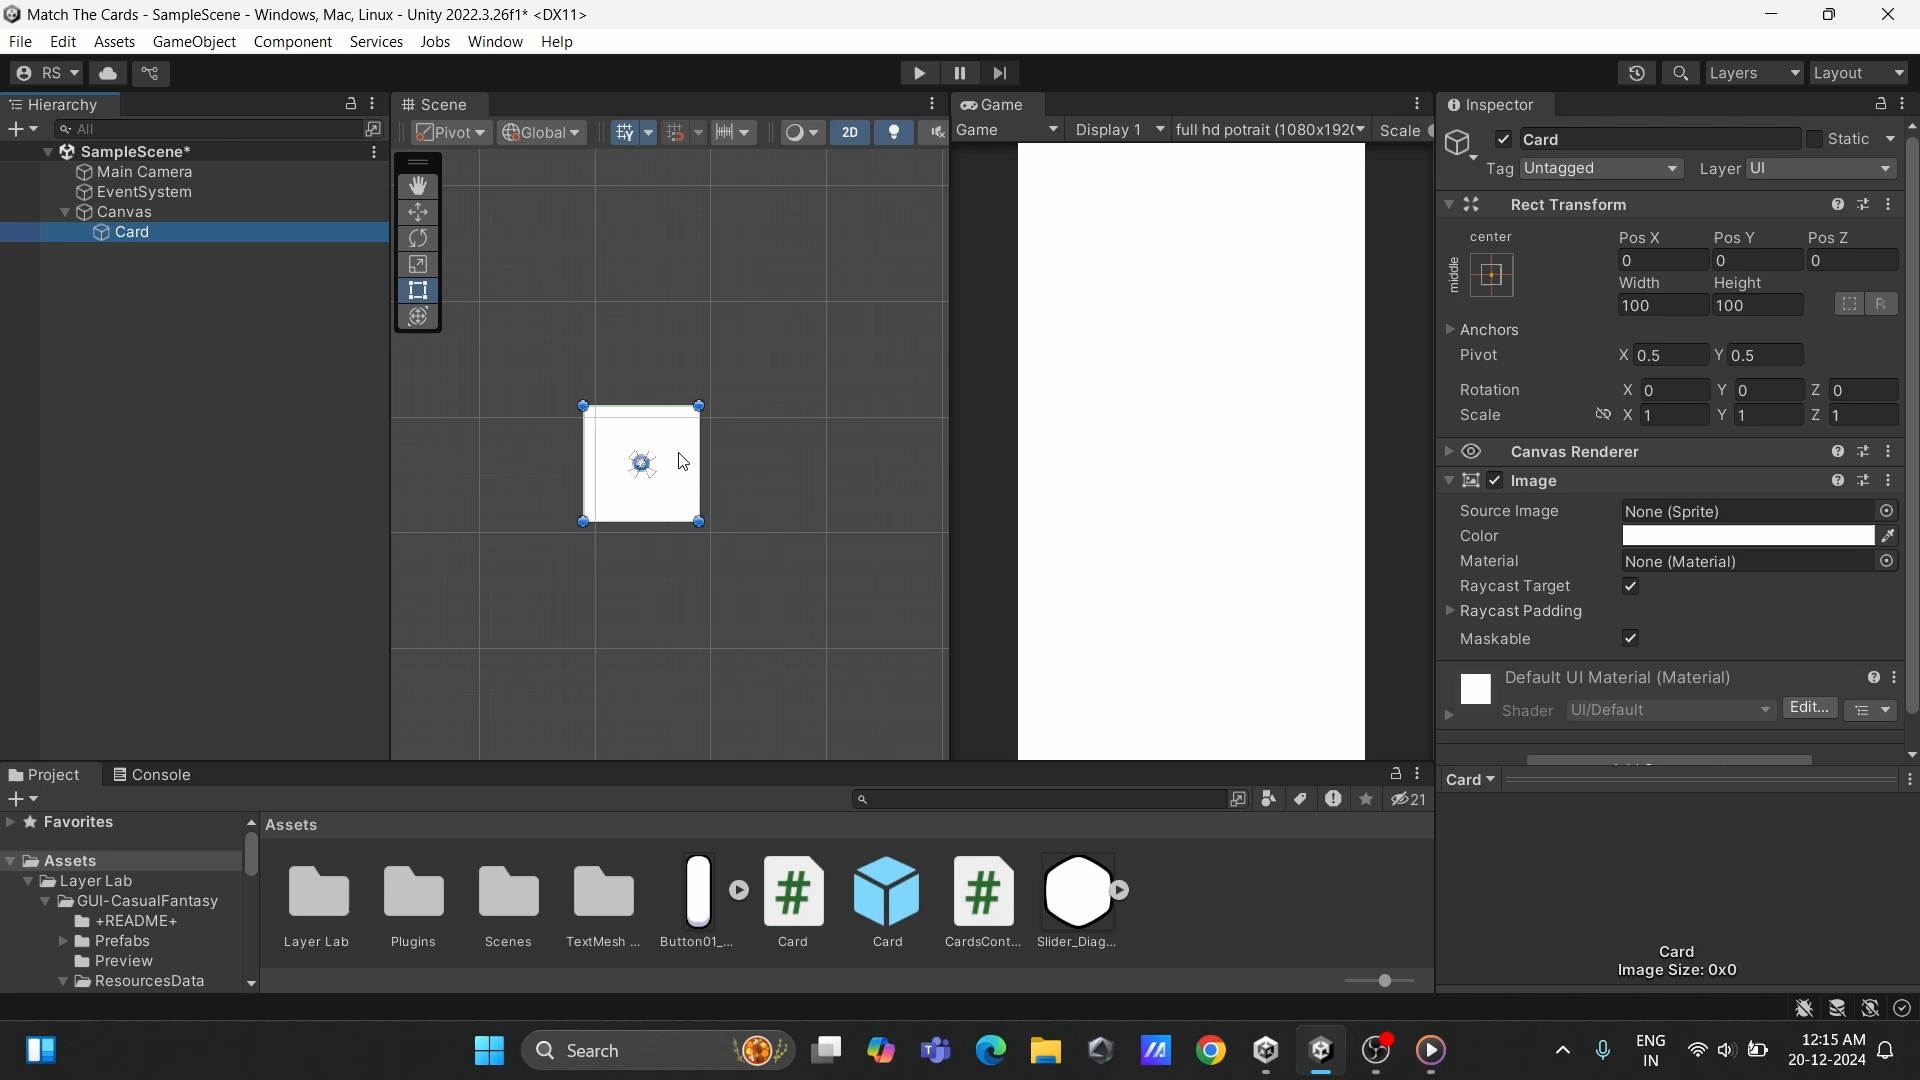 Match The Cards - SampleScene - Windows, Mac, Linux - Unity 2022.3.26f1* <DX11>
File Edit Assets GameObject Component Services Jobs Window Help
RS Layers Layout
Hierarchy Scene Game Inspector
All Pivot Global 2D Game Display 1 full hd potrait (1080x192( Scale
Card Static
Tag Untagged Layer UI
SampleScene*
Main Camera
EventSystem
Canvas
Card
Rect Transform
center Pos X Pos Y Pos Z
middle 0 0 0
Width Height
100 100 R
Anchors
Pivot X 0.5 Y 0.5
Rotation X 0 Y 0 Z 0
Scale X 1 Y 1 Z 1
Canvas Renderer
Image
Source Image None (Sprite)
Color
Material None (Material)
Raycast Target
Raycast Padding
Maskable
Default UI Material (Material)
Shader UI/Default Edit...
Project Console
Card
21
Favorites
Assets
Layer Lab
GUI-CasualFantasy
+README+
Prefabs
Preview
ResourcesData
Assets
Layer Lab Plugins Scenes TextMesh ... Button01_... Card Card CardsCont... Slider_Diag...
Card
Image Size: 0x0
Search
ENG
IN
12:15 AM
20-12-2024